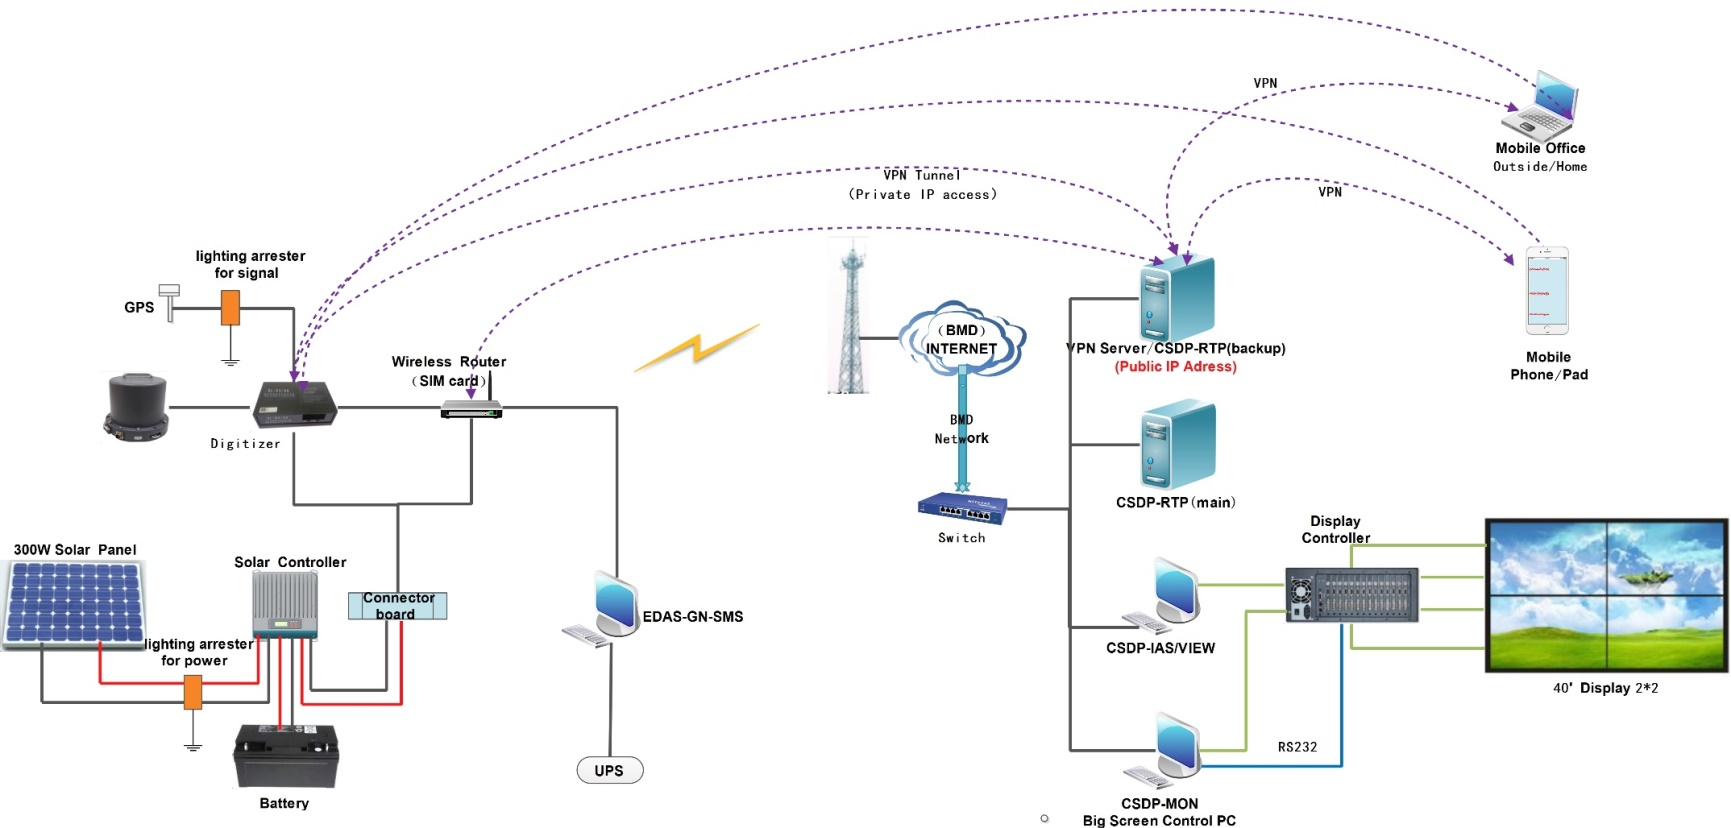 VPN
Mobile Office
Outside/Home
VPN Tunnel
(Private IP access)
VPN
lighting arrester
for signal
GPS
(BMD)
INTERNET
VPN Server/CSDP-RTP(backup)
(Public IP Adress)
Mobile
Phone/Pad
Wireless Router
(SIM card)
Digitizer
BMD
Network
CSDP-RTP(main)
Switch
Display
Controller
300W Solar Panel
Solar Controller
Connector
board
EDAS-GN-SMS
lighting arrester
for power
CSDP-IAS/VIEW
40' Display 2*2
RS232
UPS
Battery
CSDP-MON
Big Screen Control PC